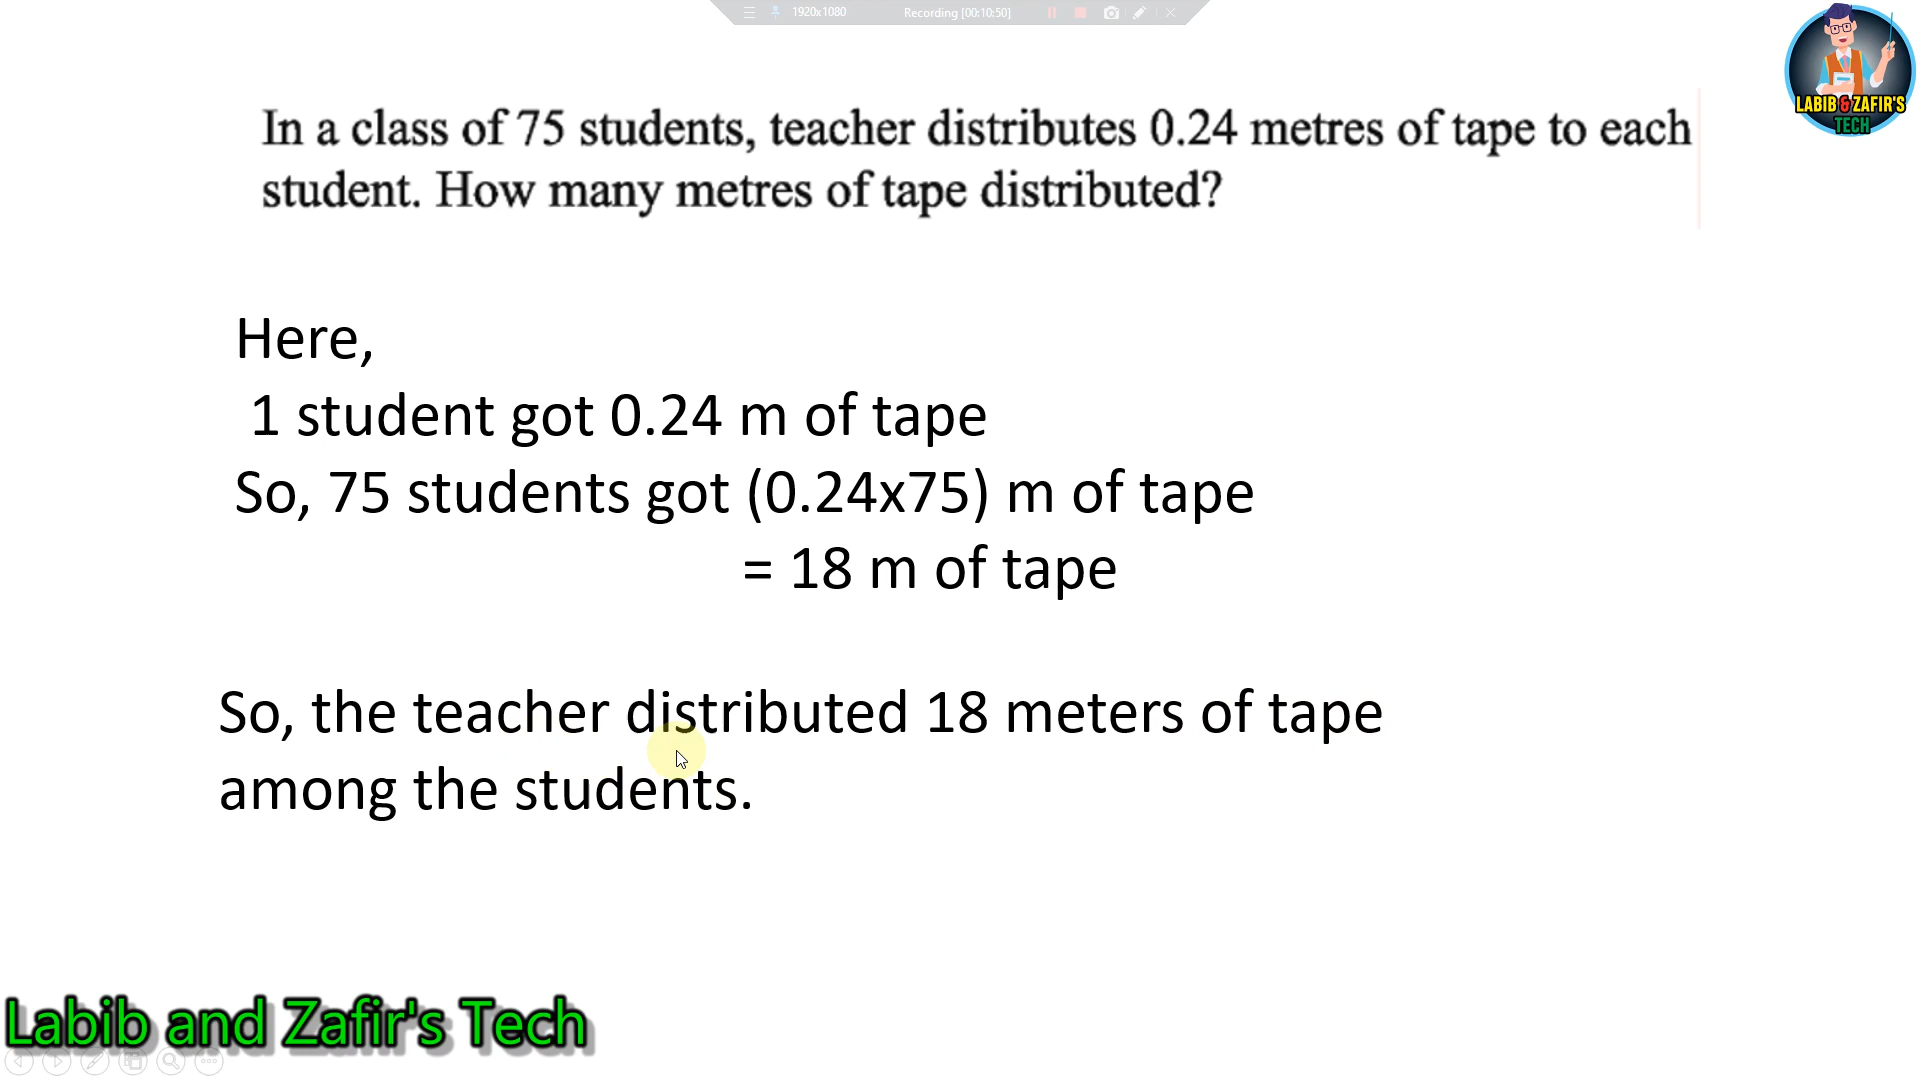 1920x1080 Recording [00:10:50]
LABIB & ZAFIR'S
TECH
In a class of 75 students, teacher distributes 0.24 metres of tape to each
student. How many metres of tape distributed?
Here,
1 student got 0.24 m of tape
So, 75 students got (0.24x75) m of tape
= 18 m of tape
So, the teacher distributed 18 meters of tape
among the students.
Labib and Zafir's Tech